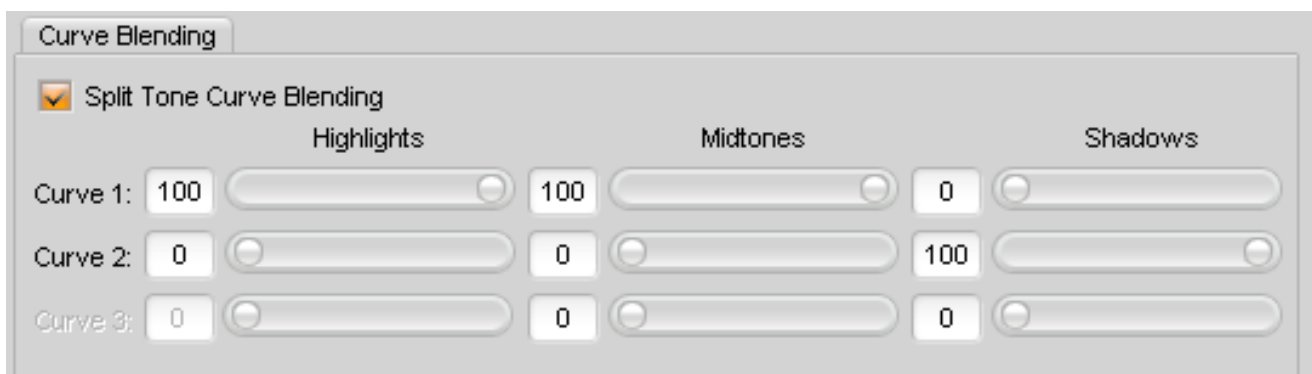 Curve Blending
Split Tone Curve Blending
Highlights Midtones Shadows
Curve 1: 100 100 0
Curve 2: 0 0 100
Curve 3: 0 0 0